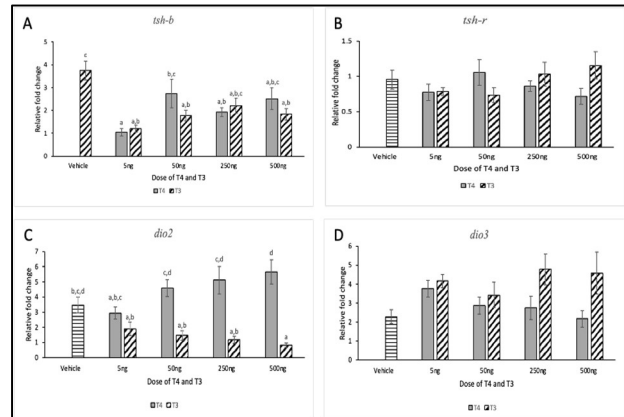 A
tsh-b
Relative fold change
5
4
3
2
1
0
c
a
a
b,c
a,b
a,b
a,b,c
a,b,c
a,b
Vehicle 5ng 50ng 250ng 500ng
Dose of T4 and T3
T4 T3
B
tsh-r
Relative fold change
1.5
1
0.5
0
Vehicle 5ng 50ng 250ng 500ng
Dose of T4 and T3
T4 T3
C
dio2
Relative fold change
7
6
5
4
3
2
1
0
b,c,d
a,b,c
a,b
c,d
a,b
c,d
a,b
d
a
Vehicle 5ng 50ng 250ng 500ng
Dose of T4 and T3
T4 T3
D
dio3
Relative fold change
7
6
5
4
3
2
1
0
Vehicle 5ng 50ng 250ng 500ng
Dose of T4 and T3
T4 T3